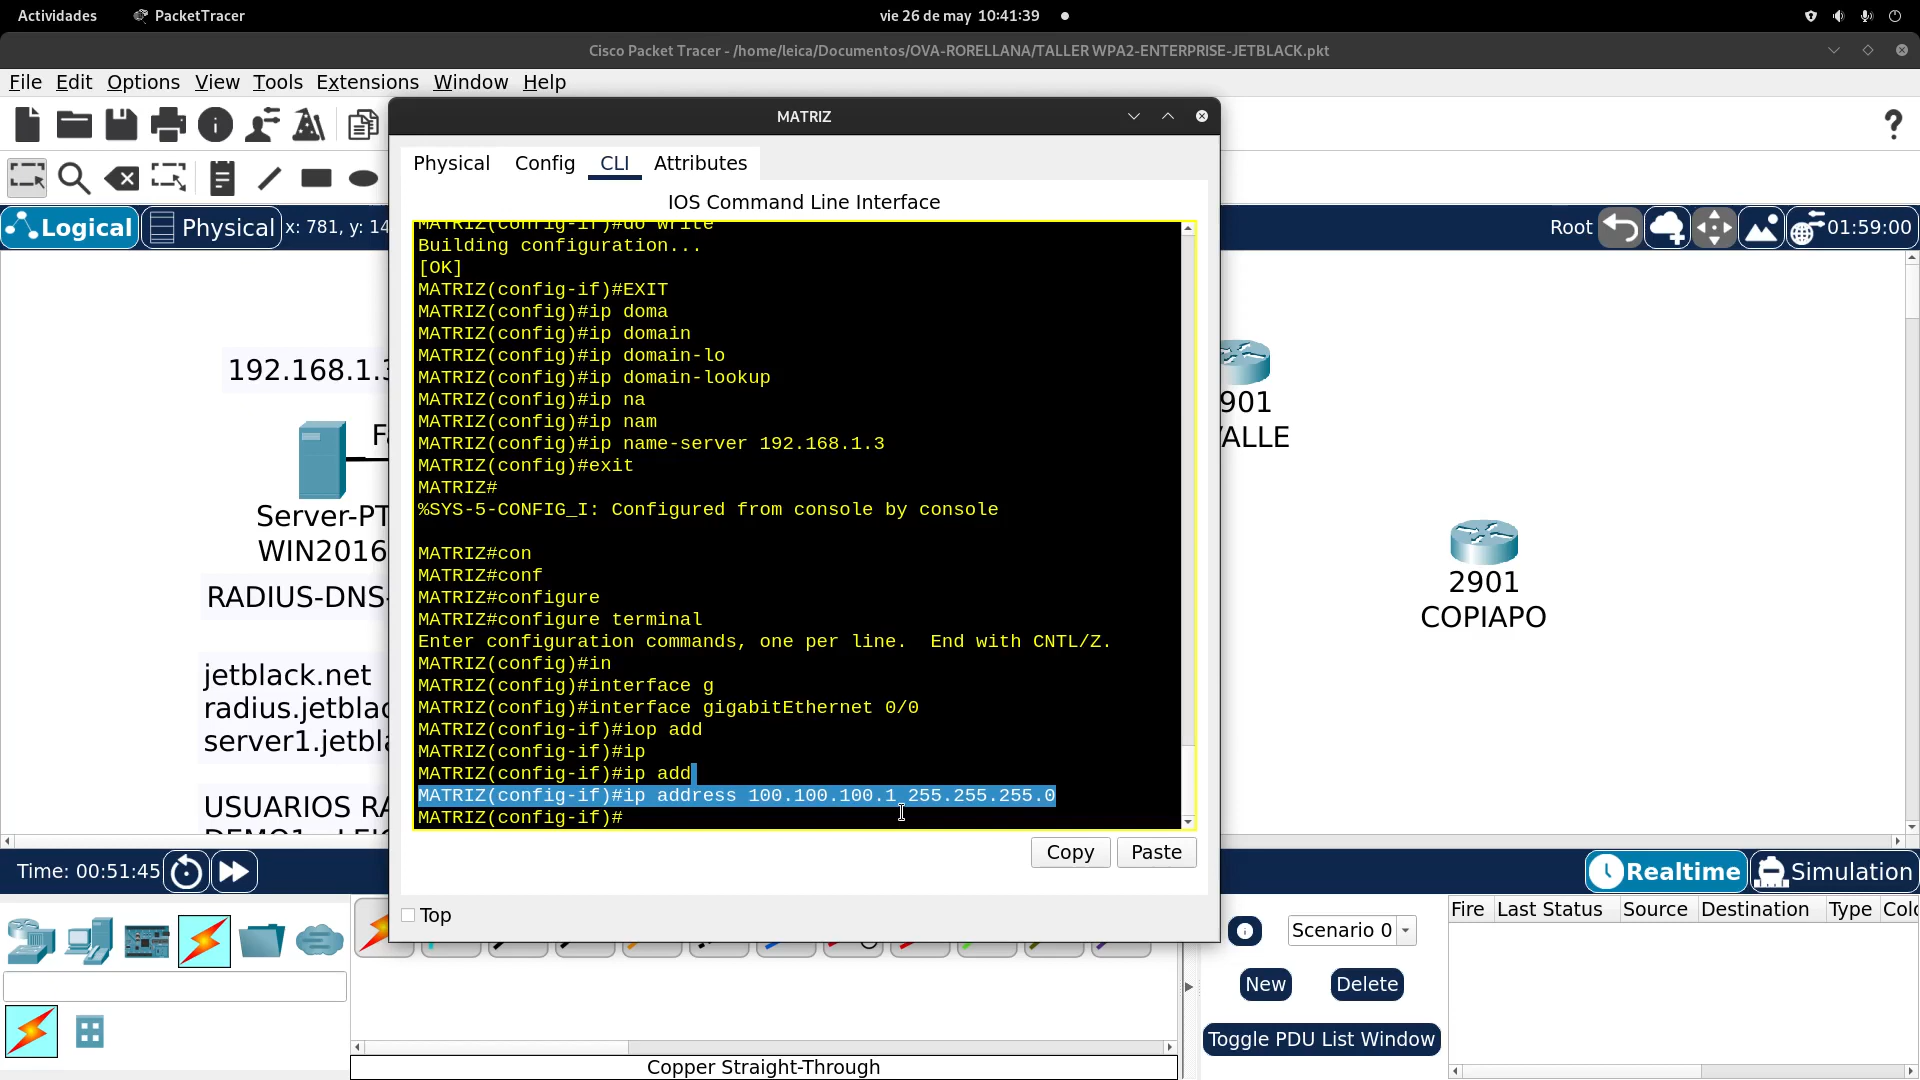 Actividades
PacketTracer
vie 26 de may 10:41:39
Cisco Packet Tracer - /home/leica/Documentos/OVA-RORELLANA/TALLER WPA2-ENTERPRISE-JETBLACK.pkt
File Edit Options View Tools Extensions Window Help
MATRIZ
Physical Config CLI Attributes
IOS Command Line Interface
Logical
Physical
x: 781, y: 14
Root
01:59:00
MATRIZ(config-if)#do write
Building configuration...
[OK]
MATRIZ(config-if)#EXIT
MATRIZ(config)#ip doma
MATRIZ(config)#ip domain
MATRIZ(config)#ip domain-lo
MATRIZ(config)#ip domain-lookup
MATRIZ(config)#ip na
MATRIZ(config)#ip nam
MATRIZ(config)#ip name-server 192.168.1.3
MATRIZ(config)#exit
MATRIZ#
%SYS-5-CONFIG_I: Configured from console by console
MATRIZ#con
MATRIZ#conf
MATRIZ#configure
MATRIZ#configure terminal
Enter configuration commands, one per line. End with CNTL/Z.
MATRIZ(config)#in
MATRIZ(config)#interface g
MATRIZ(config)#interface gigabitEthernet 0/0
MATRIZ(config-if)#iop add
MATRIZ(config-if)#ip
MATRIZ(config-if)#ip add
MATRIZ(config-if)#ip address 100.100.100.1 255.255.255.0
MATRIZ(config-if)#
Copy Paste
Top
192.168.1.3
Fa
Server-PT
WIN2016
RADIUS-DNS-
jetblack.net
radius.jetblac
server1.jetbla
USUARIOS RA
901
VALLE
2901
COPIAPO
Time: 00:51:45
Realtime
Simulation
Scenario 0
New Delete
Toggle PDU List Window
Fire Last Status Source Destination Type Colo
Copper Straight-Through